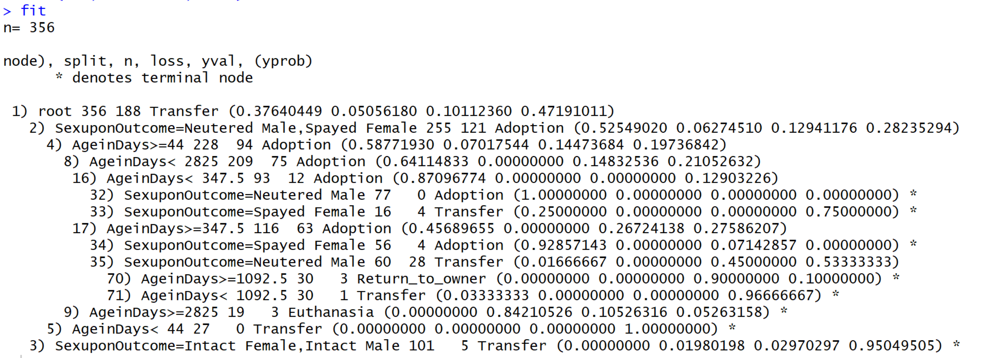 > fit
n= 356
node), split, n, loss, yval, (yprob)
* denotes terminal node
1) root 356 188 Transfer (0.37640449 0.05056180 0.10112360 0.47191011)
2) SexuponOutcome=Neutered Male,Spayed Female 255 121 Adoption (0.52549020 0.06274510 0.12941176 0.28235294)
4) AgeinDays>=44 228 94 Adoption (0.58771930 0.07017544 0.14473684 0.19736842)
8) AgeinDays< 2825 209 75 Adoption (0.64114833 0.00000000 0.14832536 0.21052632)
16) AgeinDays< 347.5 93 12 Adoption (0.87096774 0.00000000 0.00000000 0.12903226)
32) SexuponOutcome=Neutered Male 77 0 Adoption (1.00000000 0.00000000 0.00000000 0.00000000) *
33) SexuponOutcome=Spayed Female 16 4 Transfer (0.25000000 0.00000000 0.00000000 0.75000000) *
17) AgeinDays>=347.5 116 63 Adoption (0.45689655 0.00000000 0.26724138 0.27586207)
34) SexuponOutcome=Spayed Female 56 4 Adoption (0.92857143 0.00000000 0.07142857 0.00000000) *
35) SexuponOutcome=Neutered Male 60 28 Transfer (0.01666667 0.00000000 0.45000000 0.53333333)
70) AgeinDays>=1092.5 30 3 Return_to_owner (0.00000000 0.00000000 0.90000000 0.10000000) *
71) AgeinDays< 1092.5 30 1 Transfer (0.03333333 0.00000000 0.00000000 0.96666667) *
9) AgeinDays>=2825 19 3 Euthanasia (0.00000000 0.84210526 0.10526316 0.05263158) *
5) AgeinDays< 44 27 0 Transfer (0.00000000 0.00000000 0.00000000 1.00000000) *
3) SexuponOutcome=Intact Female,Intact Male 101 5 Transfer (0.00000000 0.01980198 0.02970297 0.95049505) *